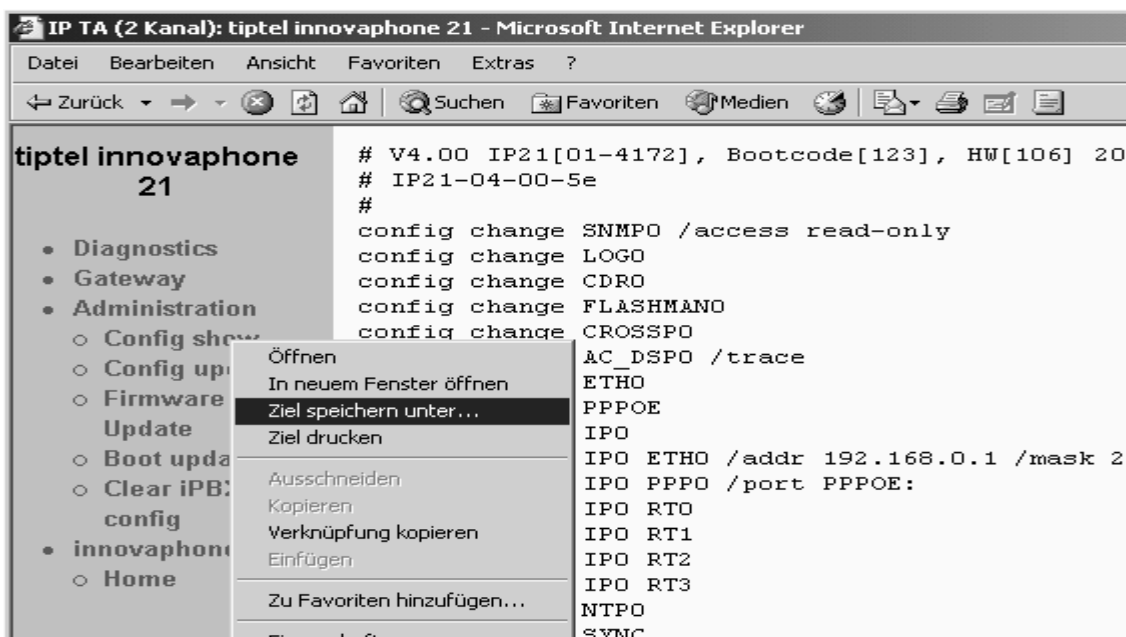 IP TA (2 Kanal): tiptel innovaphone 21 - Microsoft Internet Explorer
Datei Bearbeiten Ansicht Favoriten Extras ?
Zurück Suchen Favoriten Medien
tiptel innovaphone
21
Diagnostics
Gateway
Administration
Config show
Config
Firmware
Update
Boot
Clear
config
innovaphone
Home
Öffnen
In neuem Fenster öffnen
Ziel speichern unter...
Ziel drucken
Ausschneiden
Kopieren
Verknüpfung kopieren
Einfügen
Zu Favoriten hinzufügen...
# V4.00 IP21[01-4172], Bootcode[123], HW[106] 20
# IP21-04-00-5e
#
config change SNMP0 /access read-only
config change LOG0
config change CDR0
config change FLASHMAN0
config change CROSSP0
AC_DSP0 /trace
ETH0
PPPOE
IP0
IP0 ETH0 /addr 192.168.0.1 /mask 2
IP0 PPP0 /port PPPOE:
IP0 RT0
IP0 RT1
IP0 RT2
IP0 RT3
NTP0
SYNC